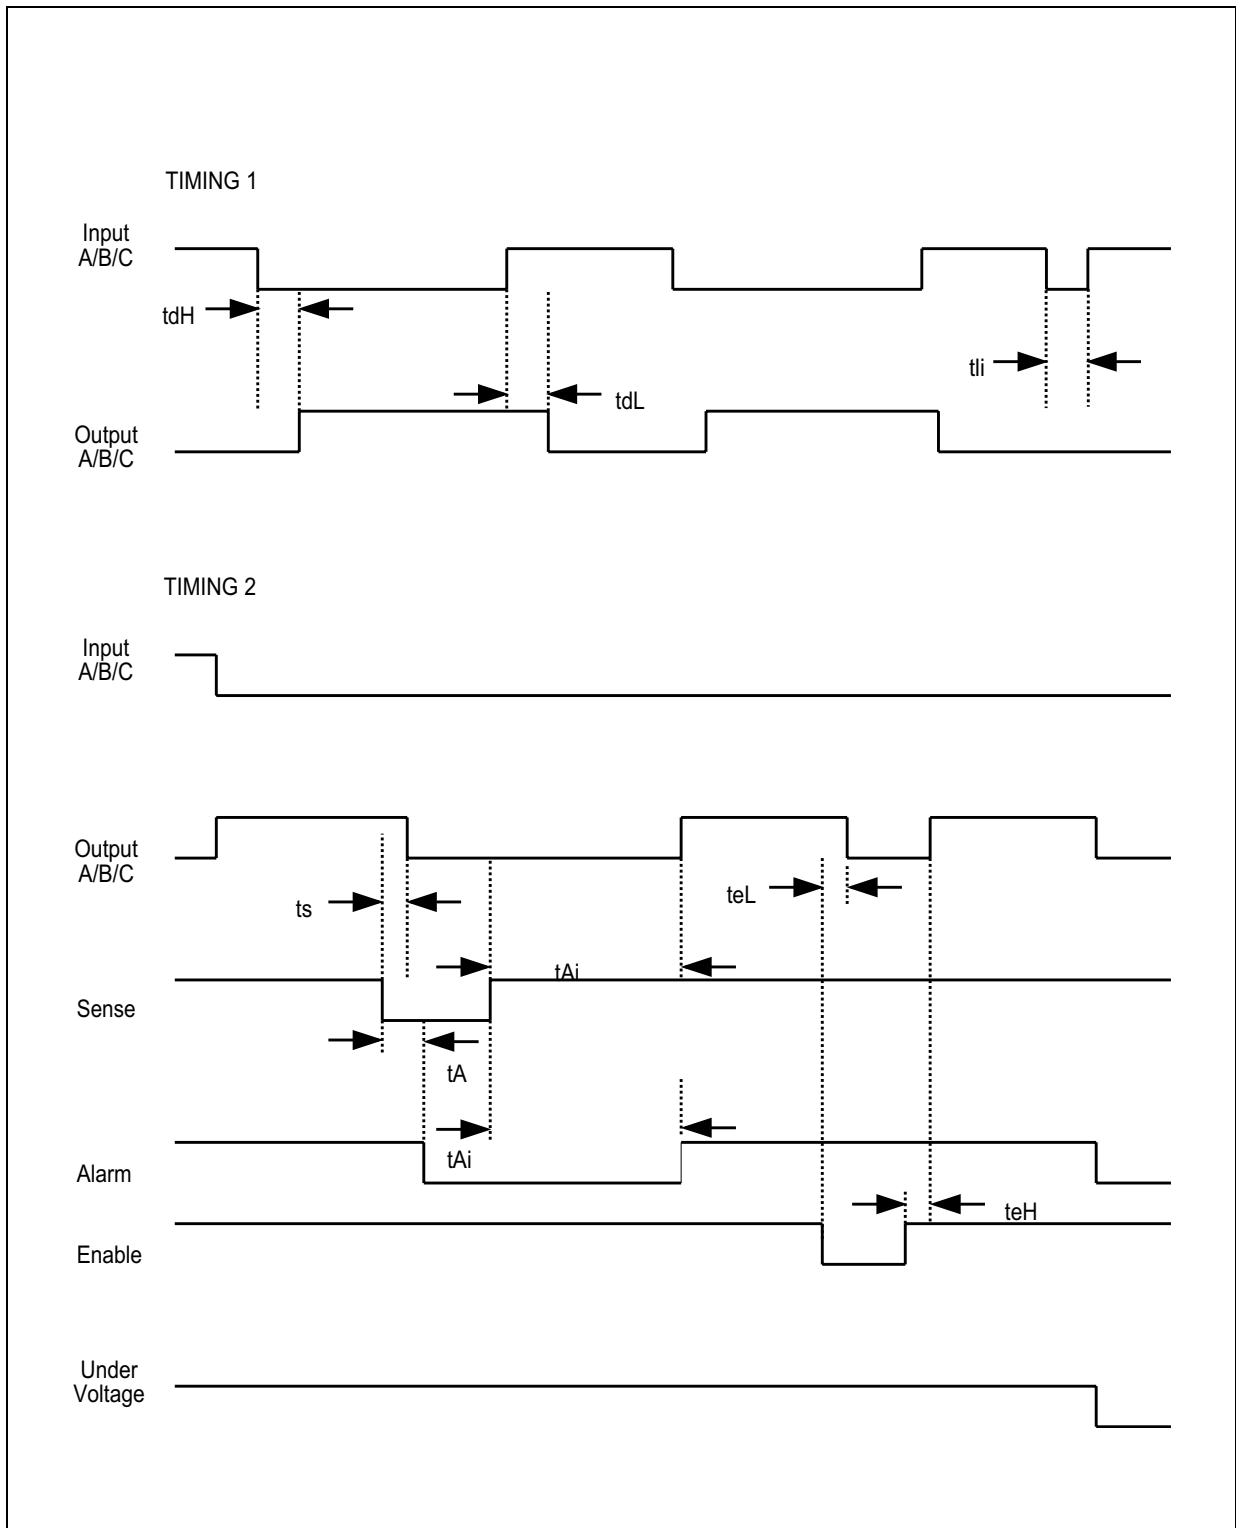 TIMING 1
Input
A/B/C
tdH
tli
tdL
Output
A/B/C
TIMING 2
Input
A/B/C
Output
A/B/C
teL
ts
tAi
Sense
tA
tAi
Alarm
teH
Enable
Under
Voltage